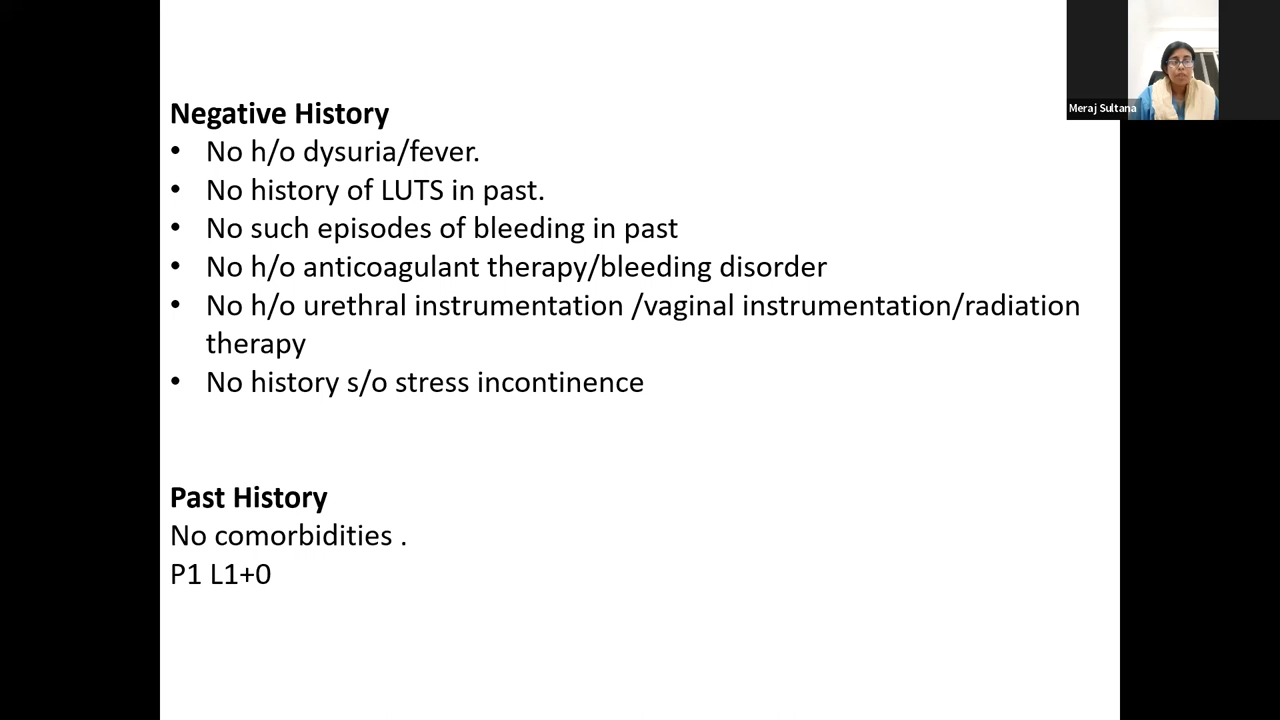 Meraj Sultana
Negative History
• No h/o dysuria/fever.
• No history of LUTS in past.
• No such episodes of bleeding in past
• No h/o anticoagulant therapy/bleeding disorder
• No h/o urethral instrumentation /vaginal instrumentation/radiation
therapy
• No history s/o stress incontinence
Past History
No comorbidities .
P1 L1+0